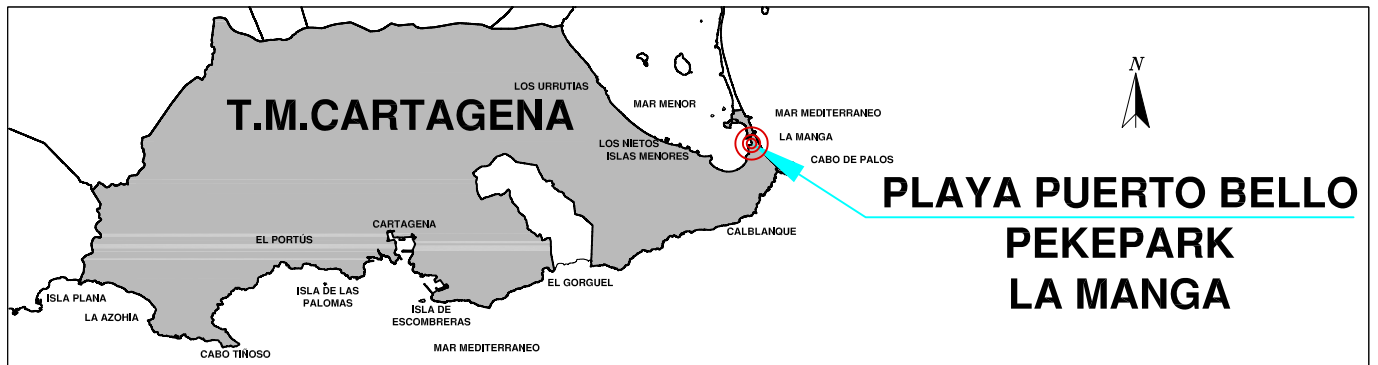 T.M.CARTAGENA
LOS URRUTIAS
MAR MENOR
LOS NIETOS
ISLAS MENORES
MAR MEDITERRANEO
LA MANGA
CABO DE PALOS
N
PLAYA PUERTO BELLO
PEKEPARK
LA MANGA
CALBLANQUE
CARTAGENA
EL PORTÚS
EL GORGUEL
ISLA PLANA
LA AZOHÍA
ISLA DE LAS
PALOMAS
ISLA DE
ESCOMBRERAS
CABO TIÑOSO
MAR MEDITERRANEO